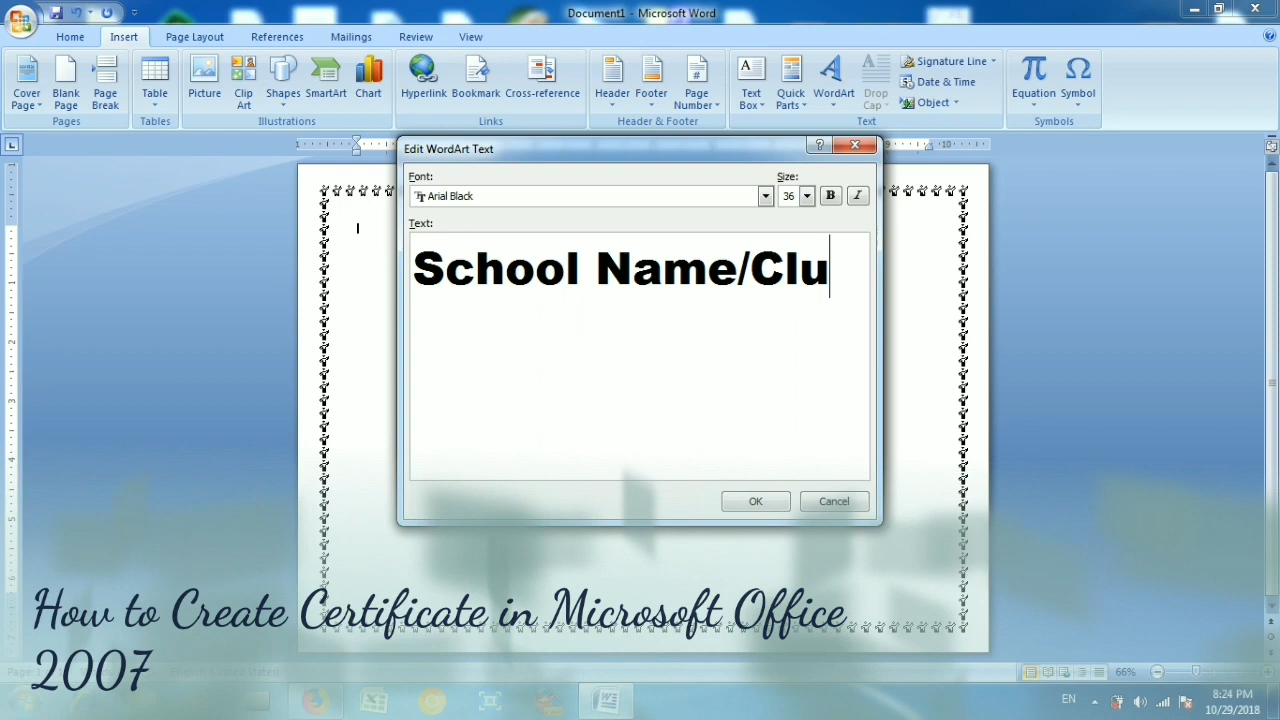 Document1 - Microsoft Word
Home Insert Page Layout References Mailings Review View
Cover Page Blank Page Page Break Table Picture Clip Art Shapes SmartArt Chart Hyperlink Bookmark Cross-reference Header Footer Page Number A Text Box Quick Parts WordArt Drop Cap Signature Line Date & Time Object π Equation Ω Symbol
Pages Tables Illustrations Links Header & Footer Text Symbols
Edit WordArt Text
Font: Size:
Arial Black 36 B I
Text:
School Name/Clu
OK Cancel
How to Create Certificate in Microsoft Office
2007
66%
EN 8:24 PM
10/29/2018